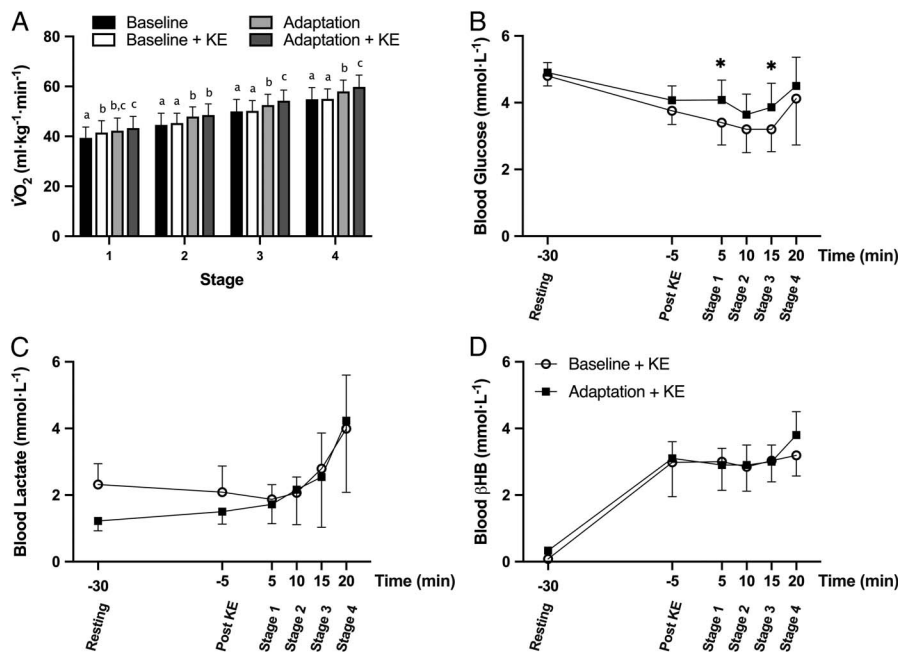 A
Baseline
Adaptation
Baseline + KE
Adaptation + KE
V̇O₂ (ml·kg⁻¹·min⁻¹)
80
60
40
20
0
a b b,c c
a a b b
a a b c
a a b c
1 2 3 4
Stage
B
Blood Glucose (mmol·L⁻¹)
6
4
2
0
* *
-30 -5 5 10 15 20 Time (min)
Resting
Post KE
Stage 1
Stage 2
Stage 3
Stage 4
C
Blood Lactate (mmol·L⁻¹)
6
4
2
0
-30 -5 5 10 15 20 Time (min)
Resting
Post KE
Stage 1
Stage 2
Stage 3
Stage 4
D
Baseline + KE
Adaptation + KE
Blood βHB (mmol·L⁻¹)
6
4
2
0
-30 -5 5 10 15 20 Time (min)
Resting
Post KE
Stage 1
Stage 2
Stage 3
Stage 4